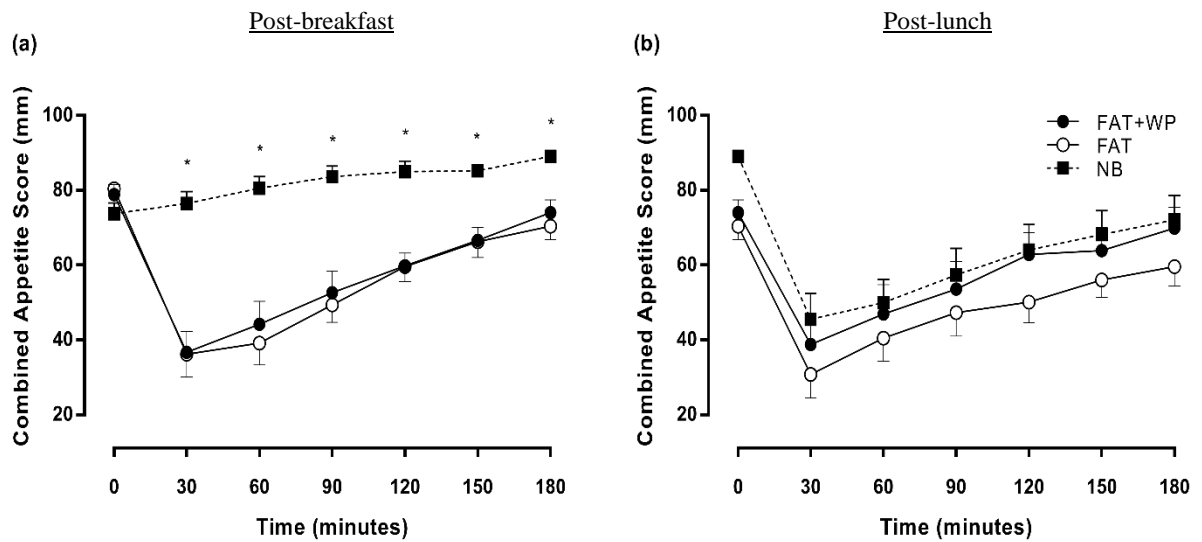 Post-breakfast
(a)
Combined Appetite Score (mm)
100
80
60
40
20
* * * * * *
0 30 60 90 120 150 180
Time (minutes)
Post-lunch
(b)
Combined Appetite Score (mm)
100
80
60
40
20
FAT+WP
FAT
NB
0 30 60 90 120 150 180
Time (minutes)